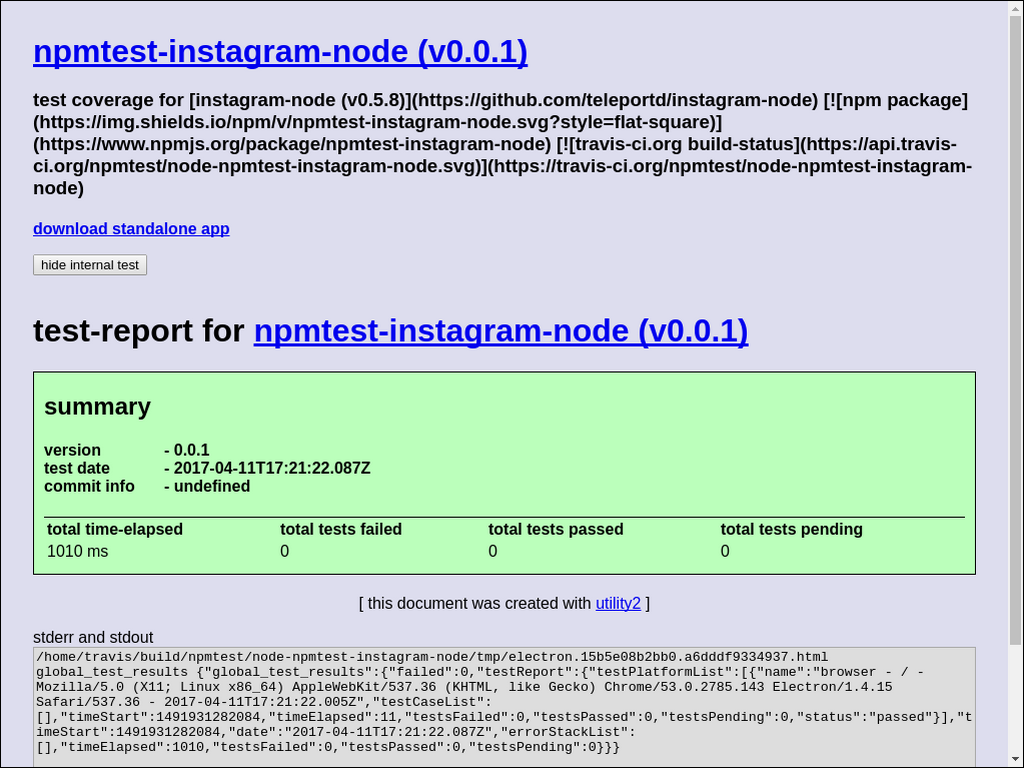 npmtest-instagram-node (v0.0.1)
test coverage for [instagram-node (v0.5.8)](https://github.com/teleportd/instagram-node) [![npm package]
(https://img.shields.io/npm/v/npmtest-instagram-node.svg?style=flat-square)]
(https://www.npmjs.org/package/npmtest-instagram-node) [![travis-ci.org build-status](https://api.travis-
ci.org/npmtest/node-npmtest-instagram-node.svg)](https://travis-ci.org/npmtest/node-npmtest-instagram-
node)
download standalone app
hide internal test
test-report for npmtest-instagram-node (v0.0.1)
summary
version - 0.0.1
test date - 2017-04-11T17:21:22.087Z
commit info - undefined
total time-elapsed total tests failed total tests passed total tests pending
1010 ms 0 0 0
[ this document was created with utility2 ]
stderr and stdout
/home/travis/build/npmtest/node-npmtest-instagram-node/tmp/electron.15b5e08b2bb0.a6dddf9334937.html
global_test_results {"global_test_results":{"failed":0,"testReport":{"testPlatformList":[{"name":"browser - / -
Mozilla/5.0 (X11; Linux x86_64) AppleWebKit/537.36 (KHTML, like Gecko) Chrome/53.0.2785.143 Electron/1.4.15
Safari/537.36 - 2017-04-11T17:21:22.005Z","testCaseList":
[],"timeStart":1491931282084,"timeElapsed":11,"testsFailed":0,"testsPassed":0,"testsPending":0,"status":"passed"}],"t
imeStart":1491931282084,"date":"2017-04-11T17:21:22.087Z","errorStackList":
[],"timeElapsed":1010,"testsFailed":0,"testsPassed":0,"testsPending":0}}}